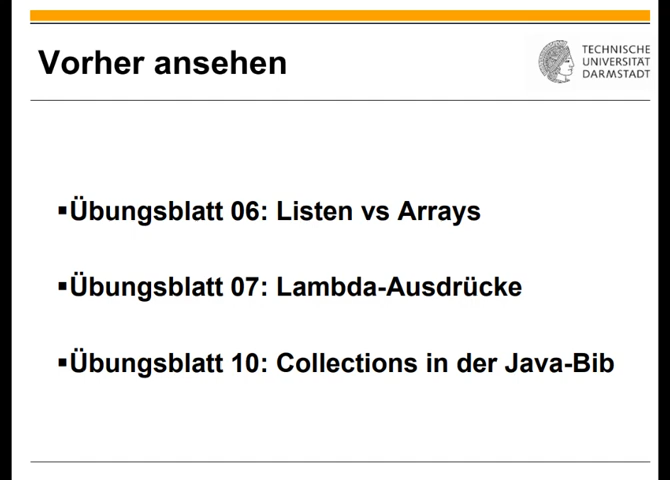 Vorher ansehen
TECHNISCHE
UNIVERSITÄT
DARMSTADT
▪Übungsblatt 06: Listen vs Arrays
▪Übungsblatt 07: Lambda-Ausdrücke
▪Übungsblatt 10: Collections in der Java-Bib